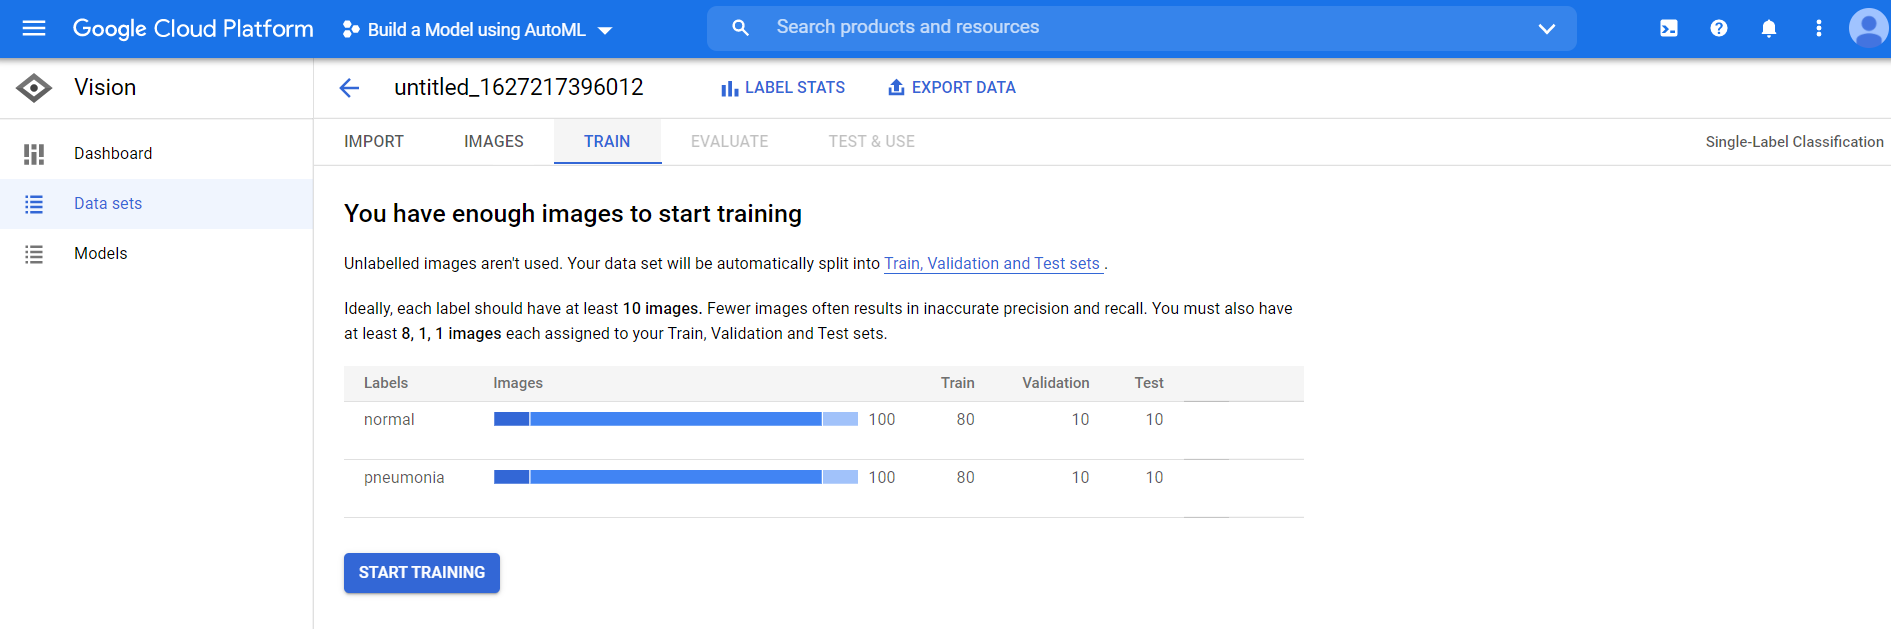 Google Cloud Platform Build a Model using AutoML Search products and resources
Vision untitled_1627217396012 LABEL STATS EXPORT DATA
IMPORT IMAGES TRAIN EVALUATE TEST & USE Single-Label Classification
Dashboard
Data sets
Models
You have enough images to start training
Unlabelled images aren't used. Your data set will be automatically split into Train, Validation and Test sets .
Ideally, each label should have at least 10 images. Fewer images often results in inaccurate precision and recall. You must also have
at least 8, 1, 1 images each assigned to your Train, Validation and Test sets.
Labels Images Train Validation Test
normal 100 80 10 10
pneumonia 100 80 10 10
START TRAINING